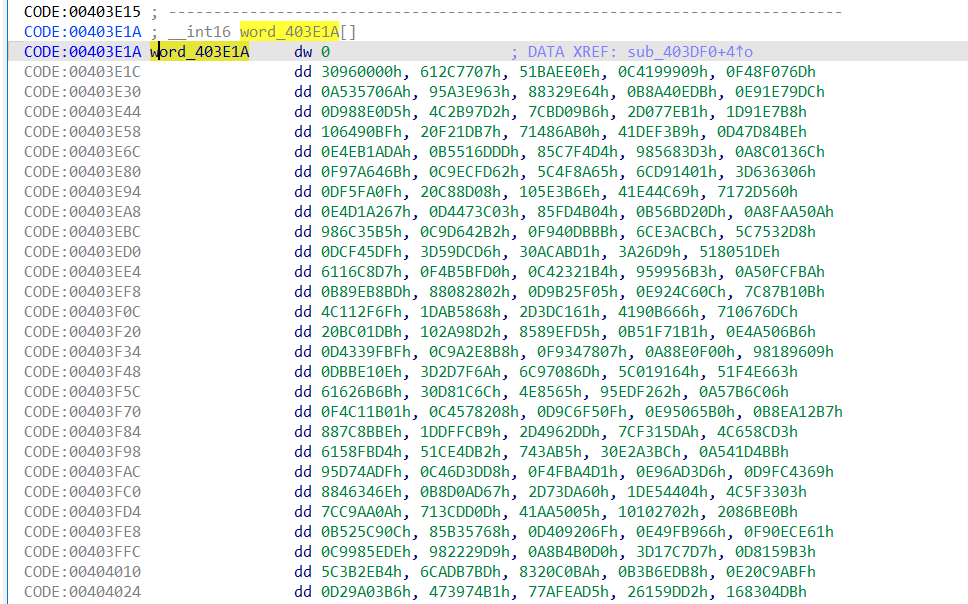 CODE:00403E15 ; ---------------------------------------------------------------------------
CODE:00403E1A ; __int16 word_403E1A[]
CODE:00403E1A word_403E1A dw 0 ; DATA XREF: sub_403DF0+4↑o
CODE:00403E1C dd 30960000h, 612C7707h, 51BAEE0Eh, 0C4199909h, 0F48F076Dh
CODE:00403E30 dd 0A535706Ah, 95A3E963h, 88329E64h, 0B8A40EDBh, 0E91E79DCh
CODE:00403E44 dd 0D988E0D5h, 4C2B97D2h, 7CBD09B6h, 2D077EB1h, 1D91E7B8h
CODE:00403E58 dd 106490BFh, 20F21DB7h, 71486AB0h, 41DEF3B9h, 0D47D84BEh
CODE:00403E6C dd 0E4EB1ADAh, 0B5516DDDh, 85C7F4D4h, 985683D3h, 0A8C0136Ch
CODE:00403E80 dd 0F97A646Bh, 0C9ECFD62h, 5C4F8A65h, 6CD91401h, 3D636306h
CODE:00403E94 dd 0DF5FA0Fh, 20C88D08h, 105E3B6Eh, 41E44C69h, 7172D560h
CODE:00403EA8 dd 0E4D1A267h, 0D4473C03h, 85FD4B04h, 0B56BD20Dh, 0A8FAA50Ah
CODE:00403EBC dd 986C35B5h, 0C9D642B2h, 0F940DBBBh, 6CE3ACBCh, 5C7532D8h
CODE:00403ED0 dd 0DCF45DFh, 3D59DCD6h, 30ACABD1h, 3A26D9h, 518051DEh
CODE:00403EE4 dd 6116C8D7h, 0F4B5BFD0h, 0C42321B4h, 959956B3h, 0A50FCFBAh
CODE:00403EF8 dd 0B89EB8BDh, 88082802h, 0D9B25F05h, 0E924C60Ch, 7C87B10Bh
CODE:00403F0C dd 4C112F6Fh, 1DAB5868h, 2D3DC161h, 4190B666h, 710676DCh
CODE:00403F20 dd 20BC01DBh, 102A98D2h, 8589EFD5h, 0B51F71B1h, 0E4A506B6h
CODE:00403F34 dd 0D4339FBFh, 0C9A2E8B8h, 0F9347807h, 0A88E0F00h, 98189609h
CODE:00403F48 dd 0DBBE10Eh, 3D2D7F6Ah, 6C97086Dh, 5C019164h, 51F4E663h
CODE:00403F5C dd 61626B6Bh, 30D81C6Ch, 4E8565h, 95EDF262h, 0A57B6C06h
CODE:00403F70 dd 0F4C11B01h, 0C4578208h, 0D9C6F50Fh, 0E95065B0h, 0B8EA12B7h
CODE:00403F84 dd 887C8BBEh, 1DDFFCB9h, 2D4962DDh, 7CF315DAh, 4C658CD3h
CODE:00403F98 dd 6158FBD4h, 51CE4DB2h, 743AB5h, 30E2A3BCh, 0A541D4BBh
CODE:00403FAC dd 95D74ADFh, 0C46D3DD8h, 0F4FBA4D1h, 0E96AD3D6h, 0D9FC4369h
CODE:00403FC0 dd 8846346Eh, 0B8D0AD67h, 2D73DA60h, 1DE54404h, 4C5F3303h
CODE:00403FD4 dd 7CC9AA0Ah, 713CDD0Dh, 41AA5005h, 10102702h, 2086BE0Bh
CODE:00403FE8 dd 0B525C90Ch, 85B35768h, 0D409206Fh, 0E49FB966h, 0F90ECE61h
CODE:00403FFC dd 0C9985EDEh, 982229D9h, 0A8B4B0D0h, 3D17C7D7h, 0D8159B3h
CODE:00404010 dd 5C3B2EB4h, 6CADB7BDh, 8320C0BAh, 0B3B6EDB8h, 0E20C9ABFh
CODE:00404024 dd 0D29A03B6h, 473974B1h, 77AFEAD5h, 26159DD2h, 168304DBh